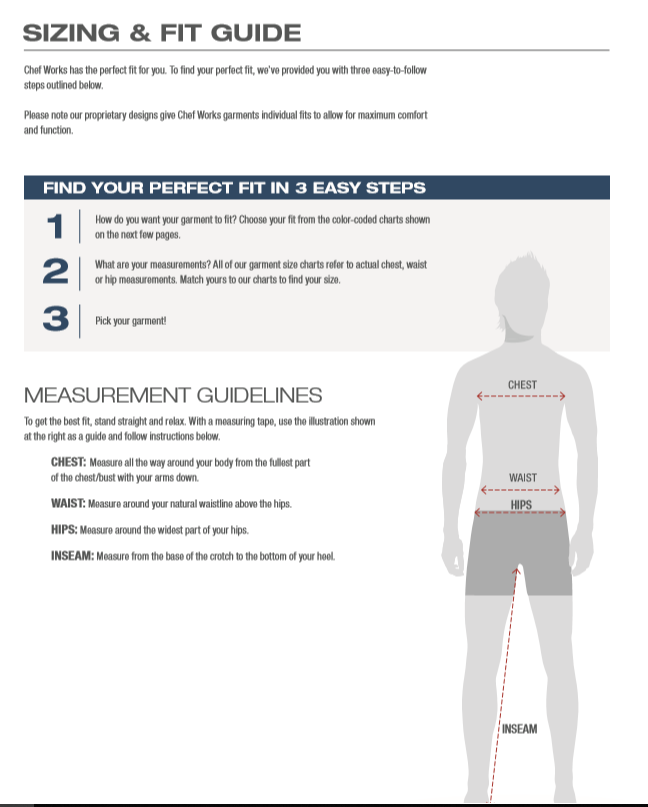 SIZING & FIT GUIDE
Chef Works has the perfect fit for you. To find your perfect fit, we've provided you with three easy-to-follow
steps outlined below.
Please note our proprietary designs give Chef Works garments individual fits to allow for maximum comfort
and function.
FIND YOUR PERFECT FIT IN 3 EASY STEPS
1
How do you want your garment to fit? Choose your fit from the color-coded charts shown
on the next few pages.
2
What are your measurements? All of our garment size charts refer to actual chest, waist
or hip measurements. Match yours to our charts to find your size.
3
Pick your garment!
MEASUREMENT GUIDELINES
To get the best fit, stand straight and relax. With a measuring tape, use the illustration shown
at the right as a guide and follow instructions below.
CHEST: Measure all the way around your body from the fullest part
of the chest/bust with your arms down.
WAIST: Measure around your natural waistline above the hips.
HIPS: Measure around the widest part of your hips.
INSEAM: Measure from the base of the crotch to the bottom of your heel.
CHEST
WAIST
HIPS
INSEAM